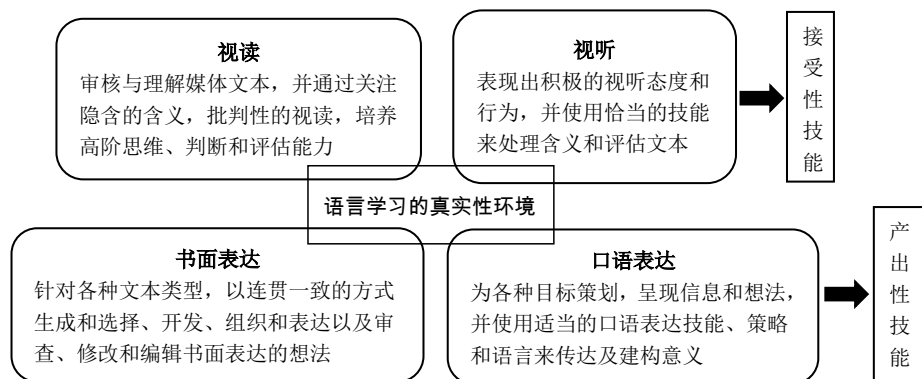 视读
审核与理解媒体文本，并通过关注
隐含的含义，批判性的视读，培养
高阶思维、判断和评估能力
视听
表现出积极的视听态度和
行为，并使用恰当的技能
来处理含义和评估文本
接
受
性
技
能
语言学习的真实性环境
书面表达
针对各种文本类型，以连贯一致的方式
生成和选择、开发、组织和表达以及审
查、修改和编辑书面表达的想法
口语表达
为各种目标策划，呈现信息和想法，
并使用适当的口语表达技能、策略
和语言来传达及建构意义
产
出
性
技
能